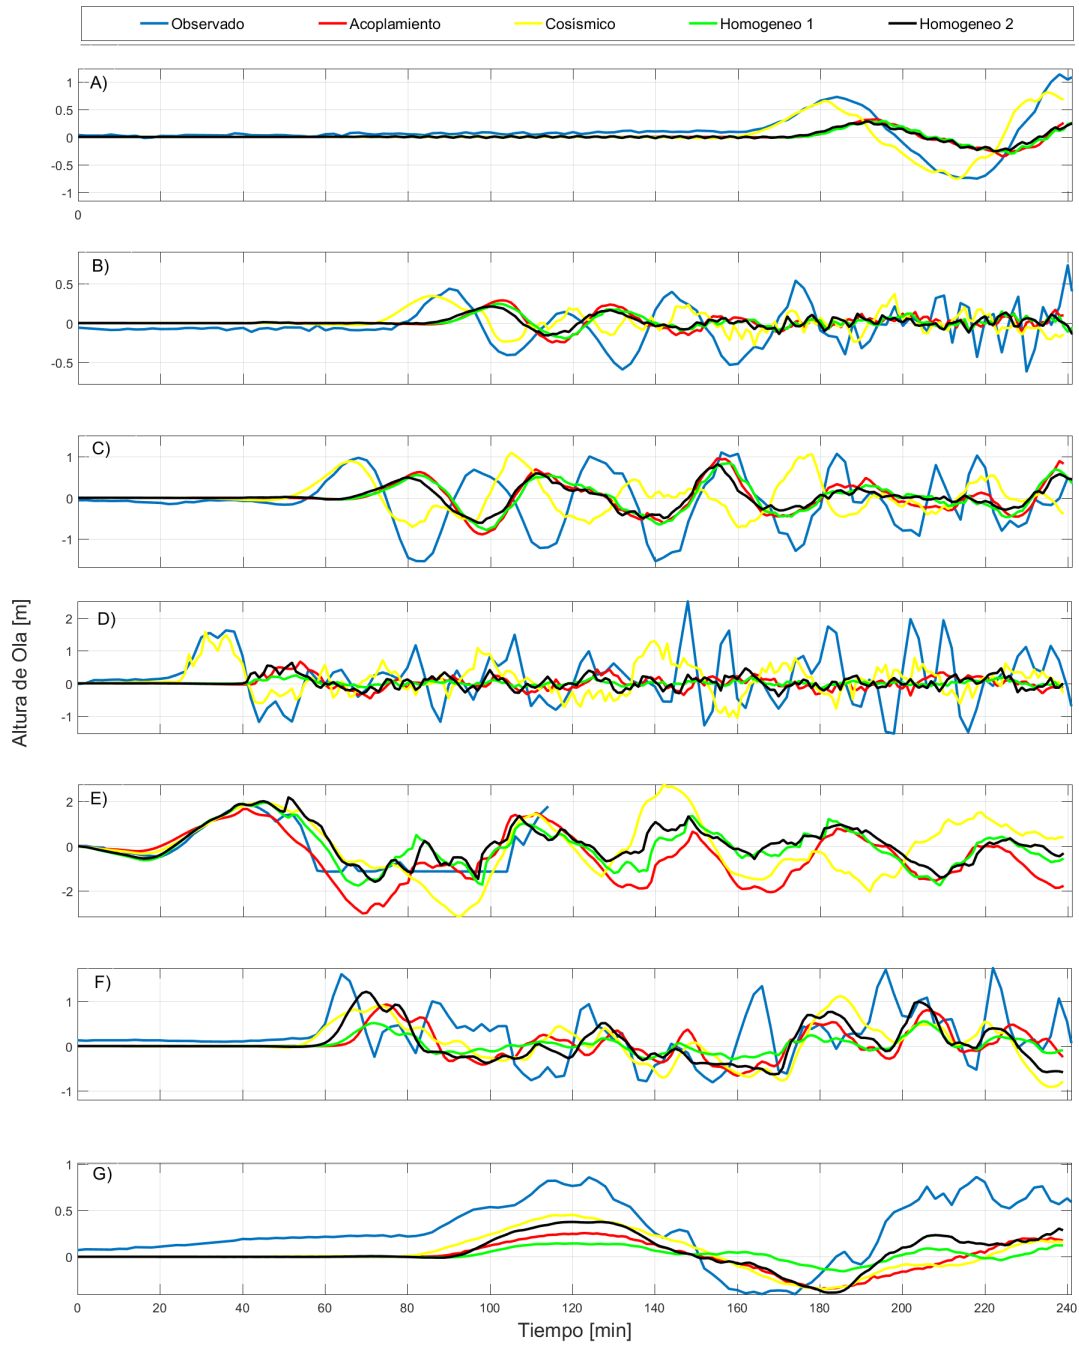 Observado Acoplamiento Cosísmico Homogeneo 1 Homogeneo 2
A)
1
0.5
0
-0.5
-1
0
B)
0.5
0
-0.5
C)
1
0
-1
D)
2
1
0
-1
Altura de Ola [m]
E)
2
0
-2
F)
1
0
-1
G)
1
0.5
0
0 20 40 60 80 100 120 140 160 180 200 220 240
Tiempo [min]